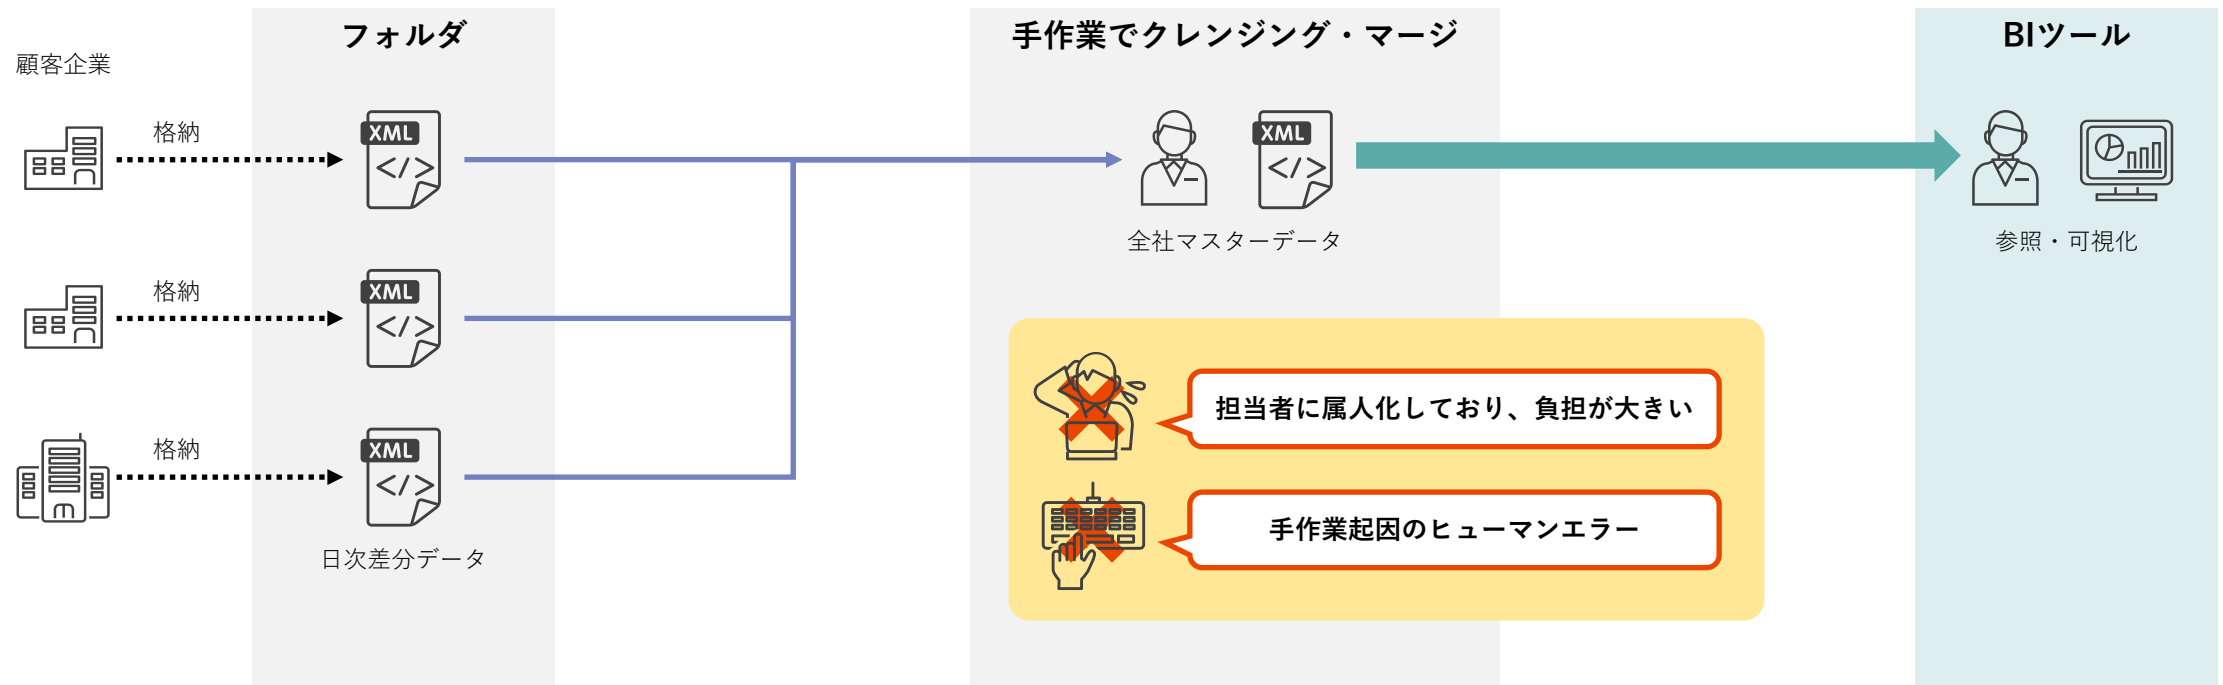 フォルダ
手作業でクレンジング・マージ
BIツール
顧客企業
格納
XML
</>
XML
</>
全社マスターデータ
参照・可視化
格納
XML
</>
担当者に属人化しており、負担が大きい
格納
XML
</>
手作業起因のヒューマンエラー
日次差分データ